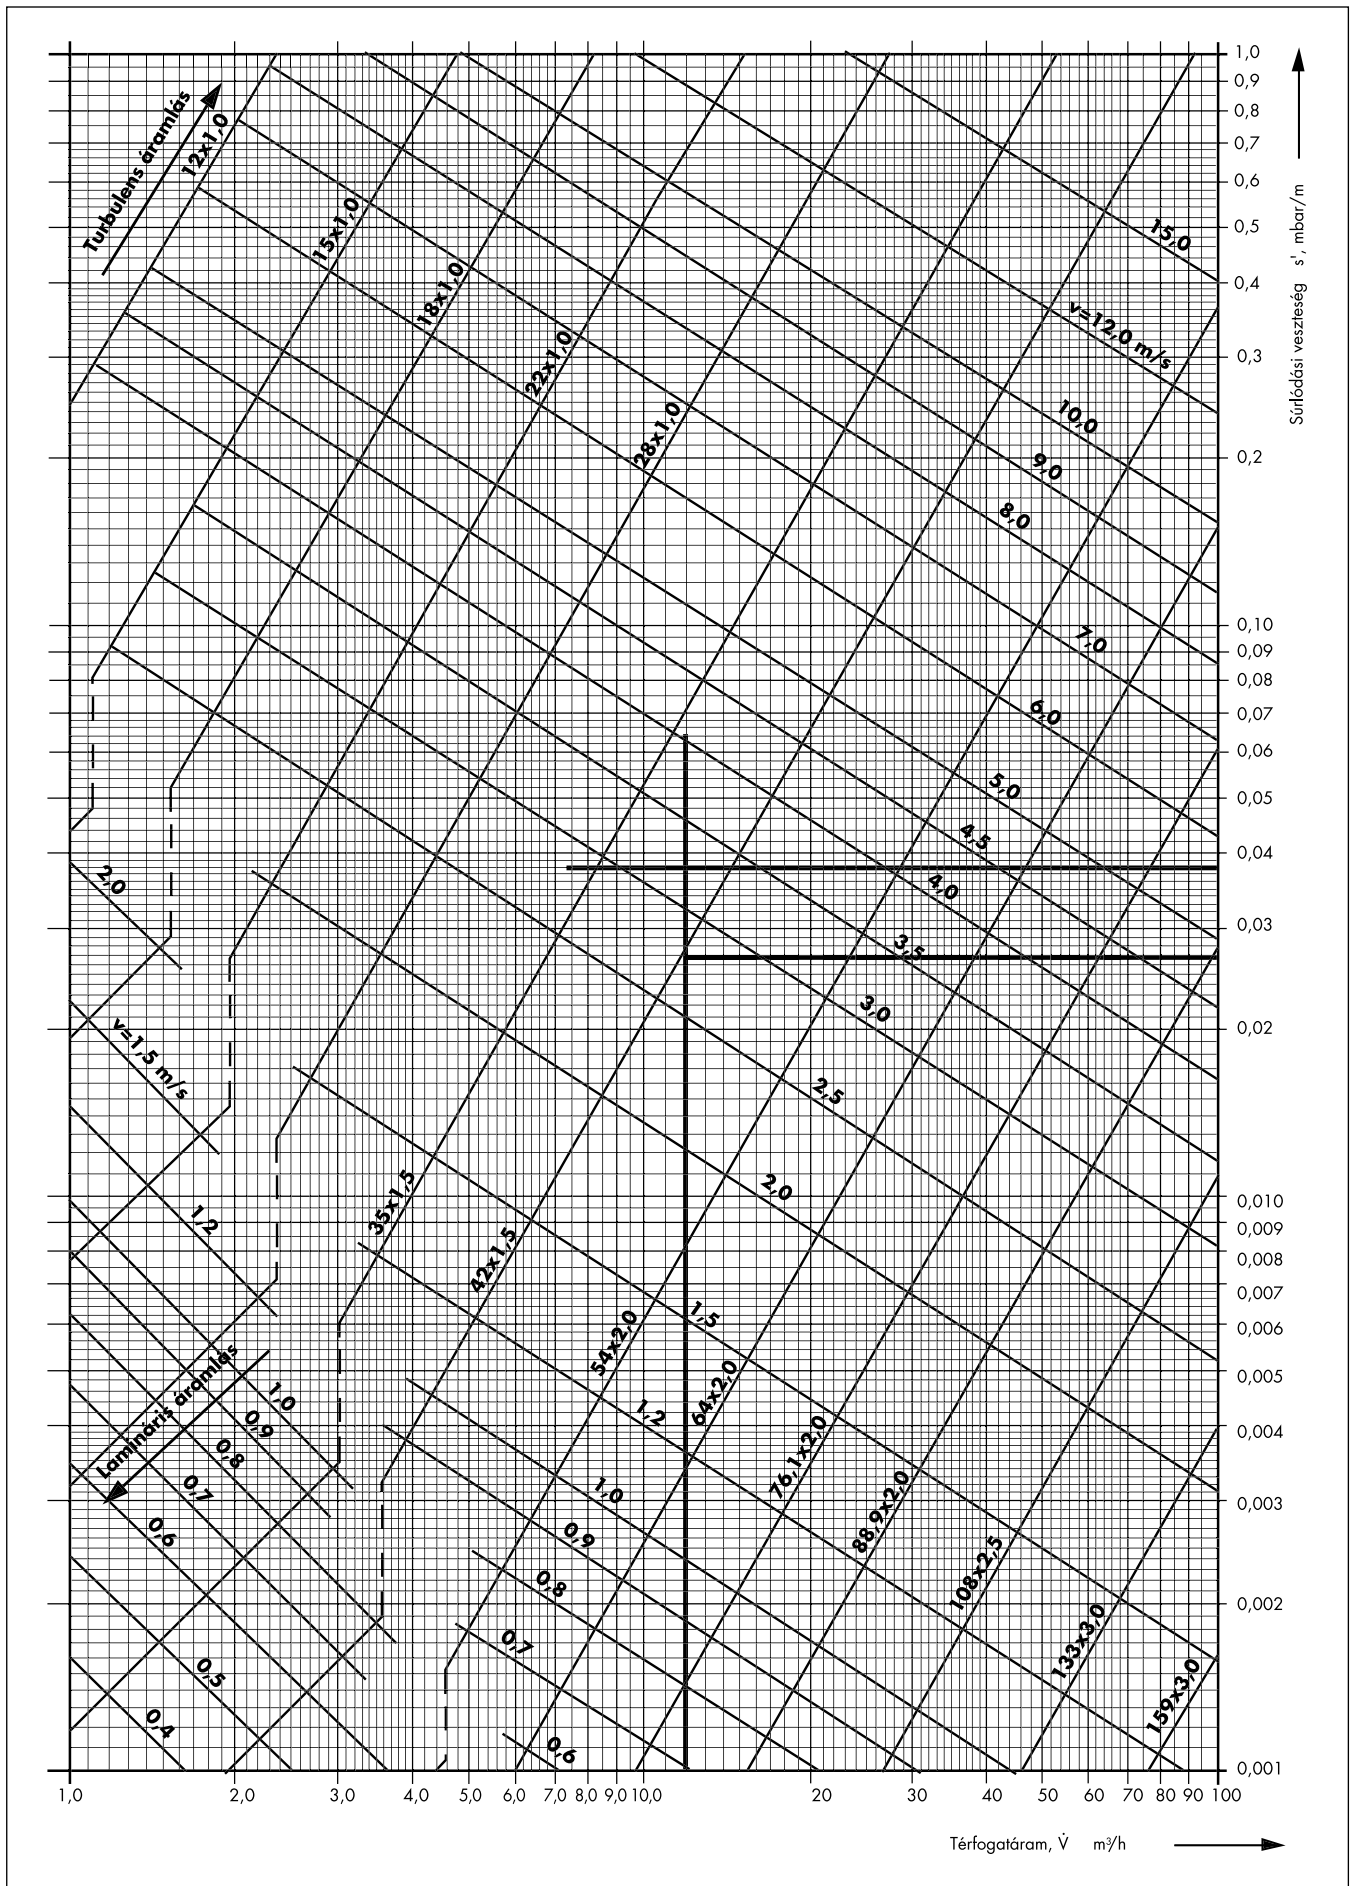 1,0
0,9
0,8
0,7
0,6
0,5
0,4
0,3
0,2
0,10
0,09
0,08
0,07
0,06
0,05
0,04
0,03
0,02
0,010
0,009
0,008
0,007
0,006
0,005
0,004
0,003
0,002
0,001
Súrlódási veszteség s', mbar/m
Turbulens áramlás
12x1,0
15x1,0
18x1,0
22x1,0
28x1,0
35x1,5
42x1,5
54x2,0
64x2,0
76,1x2,0
88,9x2,0
108x2,5
133x3,0
159x3,0
15,0
v=12,0 m/s
10,0
9,0
8,0
7,0
6,0
5,0
4,5
4,0
3,5
3,0
2,5
2,0
1,5
1,2
1,0
0,9
0,8
0,7
0,6
2,0
v=1,5 m/s
1,2
1,0
0,9
0,8
0,7
0,6
0,5
0,4
Lamináris áramlás
1,0 2,0 3,0 4,0 5,0 6,0 7,0 8,0 9,0 10,0 20 30 40 50 60 70 80 90 100
Térfogatáram, V̇ m³/h